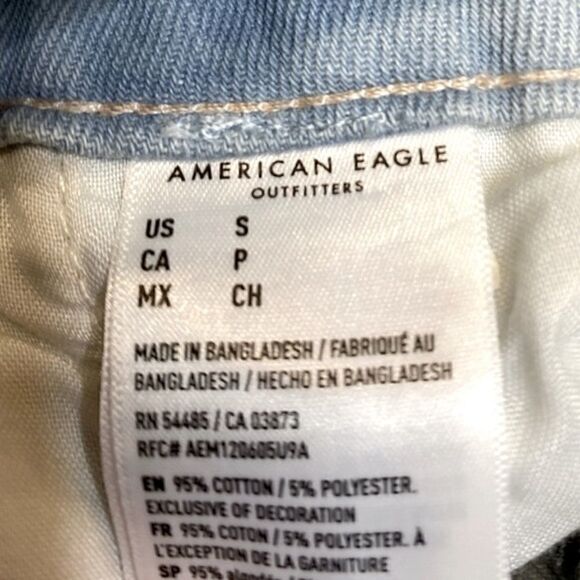 AMERICAN EAGLE
OUTFITTERS
US S
CA P
MX CH
MADE IN BANGLADESH / FABRIQUÉ AU
BANGLADESH / HECHO EN BANGLADESH
RN 54485 / CA 03873
RFC# AEM120605U9A
EN 95% COTTON / 5% POLYESTER.
EXCLUSIVE OF DECORATION
FR 95% COTON / 5% POLYESTER. À
L'EXCEPTION DE LA GARNITURE
SP 95%